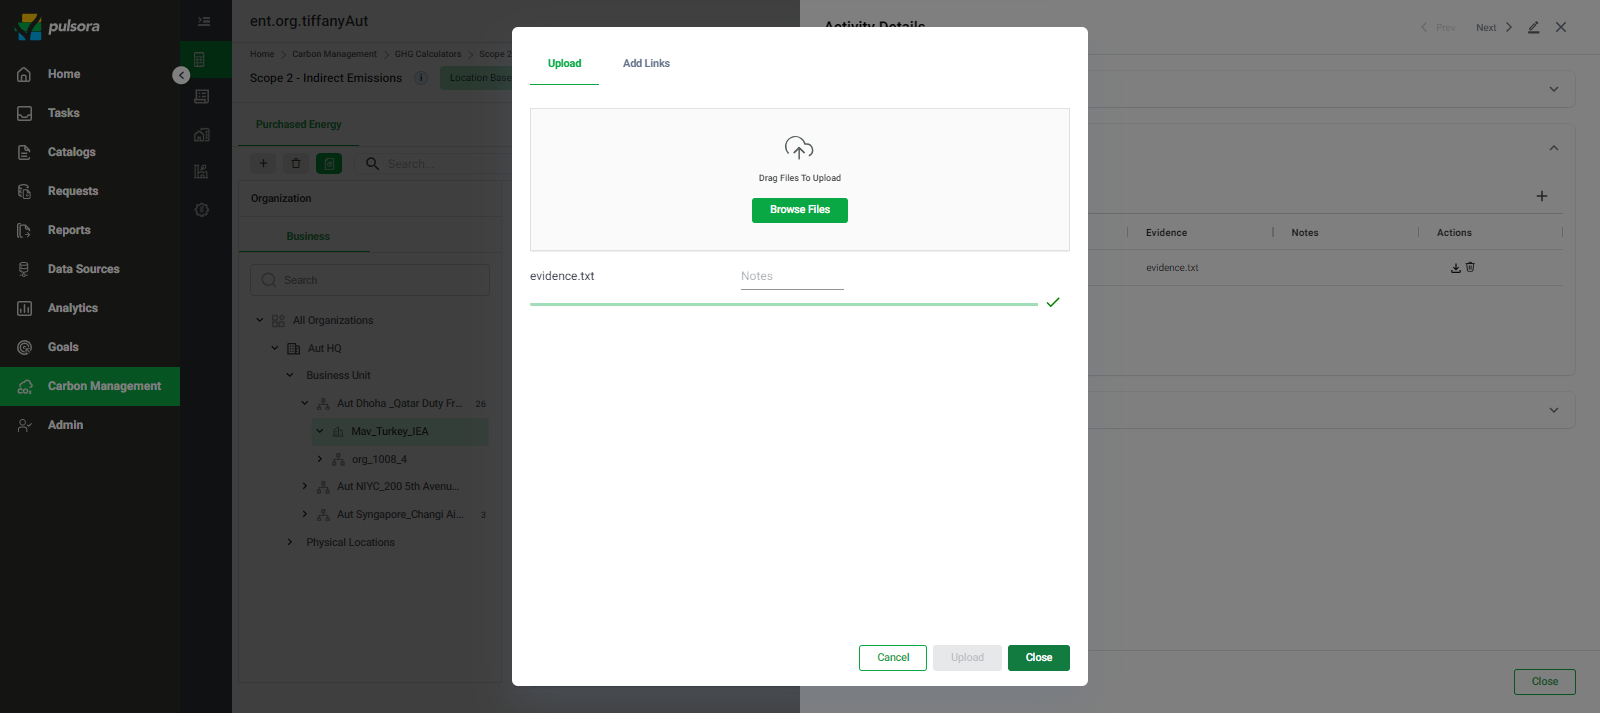 pulsora
Home
Tasks
Catalogs
Requests
Reports
Data Sources
Analytics
Goals
Carbon Management
Admin
ent.org.tiffanyAut
Home > Carbon Management > GHG Calculators > Scope 2
Scope 2 - Indirect Emissions
Location Base
Purchased Energy
Search...
Organization
Business
Search
All Organizations
Aut HQ
Business Unit
Aut Dhoha _Qatar Duty Fr... 26
Mav_Turkey_IEA
org_1008_4
Aut NIYC_200 5th Avenu...
Aut Syngapore_Changi Ai... 3
Physical Locations
Upload Add Links
Drag Files To Upload
Browse Files
evidence.txt Notes
Cancel Upload Close
Activity Details
Prev Next
Evidence Notes Actions
evidence.txt
Close